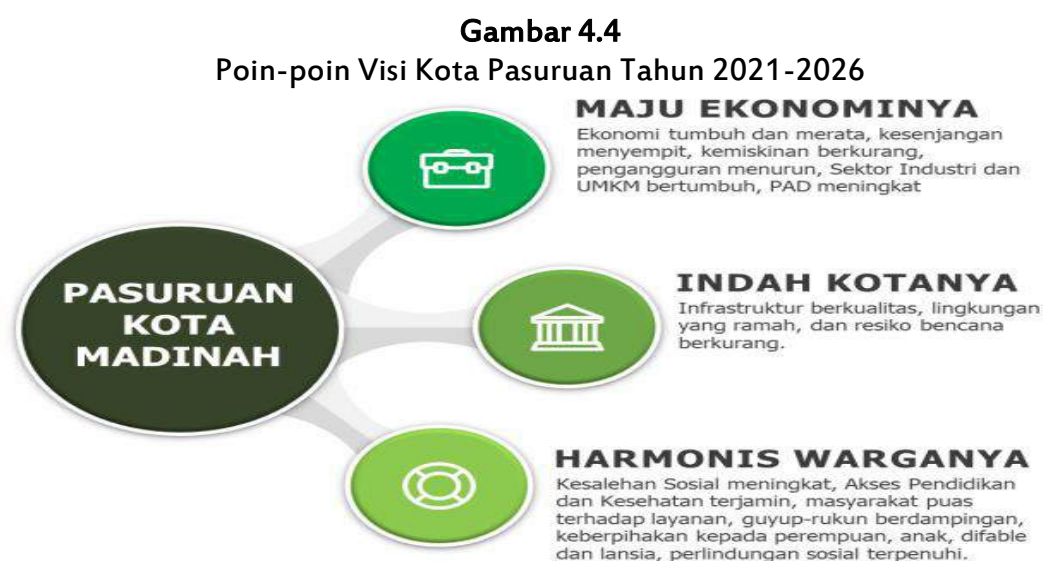 Gambar 4.4
Poin-poin Visi Kota Pasuruan Tahun 2021-2026
MAJU EKONOMINYA
Ekonomi tumbuh dan merata, kesenjangan
menyempit, kemiskinan berkurang,
pengangguran menurun, Sektor Industri dan
UMKM bertumbuh, PAD meningkat
PASURUAN
KOTA
MADINAH
INDAH KOTANYA
Infrastruktur berkualitas, lingkungan
yang ramah, dan resiko bencana
berkurang.
HARMONIS WARGANYA
Kesalehan Sosial meningkat, Akses Pendidikan
dan Kesehatan terjamin, masyarakat puas
terhadap layanan, guyup-rukun berdampingan,
keberpihakan kepada perempuan, anak, difable
dan lansia, perlindungan sosial terpenuhi.